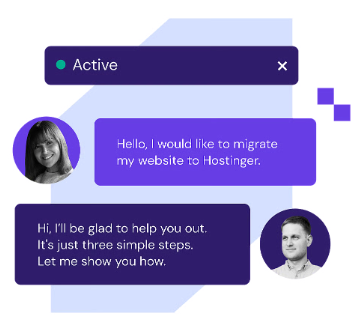 Active
Hello, I would like to migrate
my website to Hostinger.
Hi, I'll be glad to help you out.
It's just three simple steps.
Let me show you how.